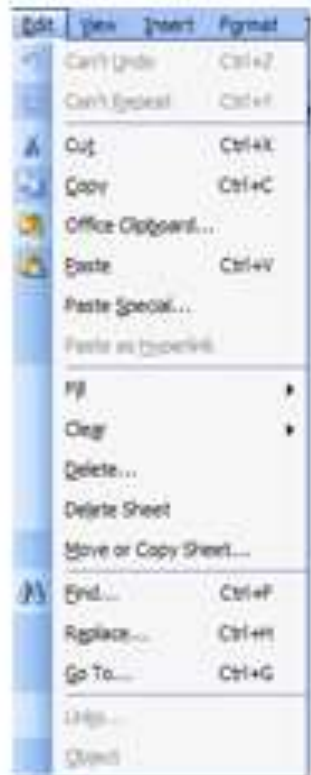 Edit View Insert Format
Can't Undo Ctrl+Z
Can't Repeat Ctrl+Y
Cut Ctrl+X
Copy Ctrl+C
Office Clipboard...
Paste Ctrl+V
Paste Special...
Paste as Hyperlink
Fill
Clear
Delete...
Delete Sheet
Move or Copy Sheet...
Find... Ctrl+F
Replace... Ctrl+H
Go To... Ctrl+G
Links...
Object